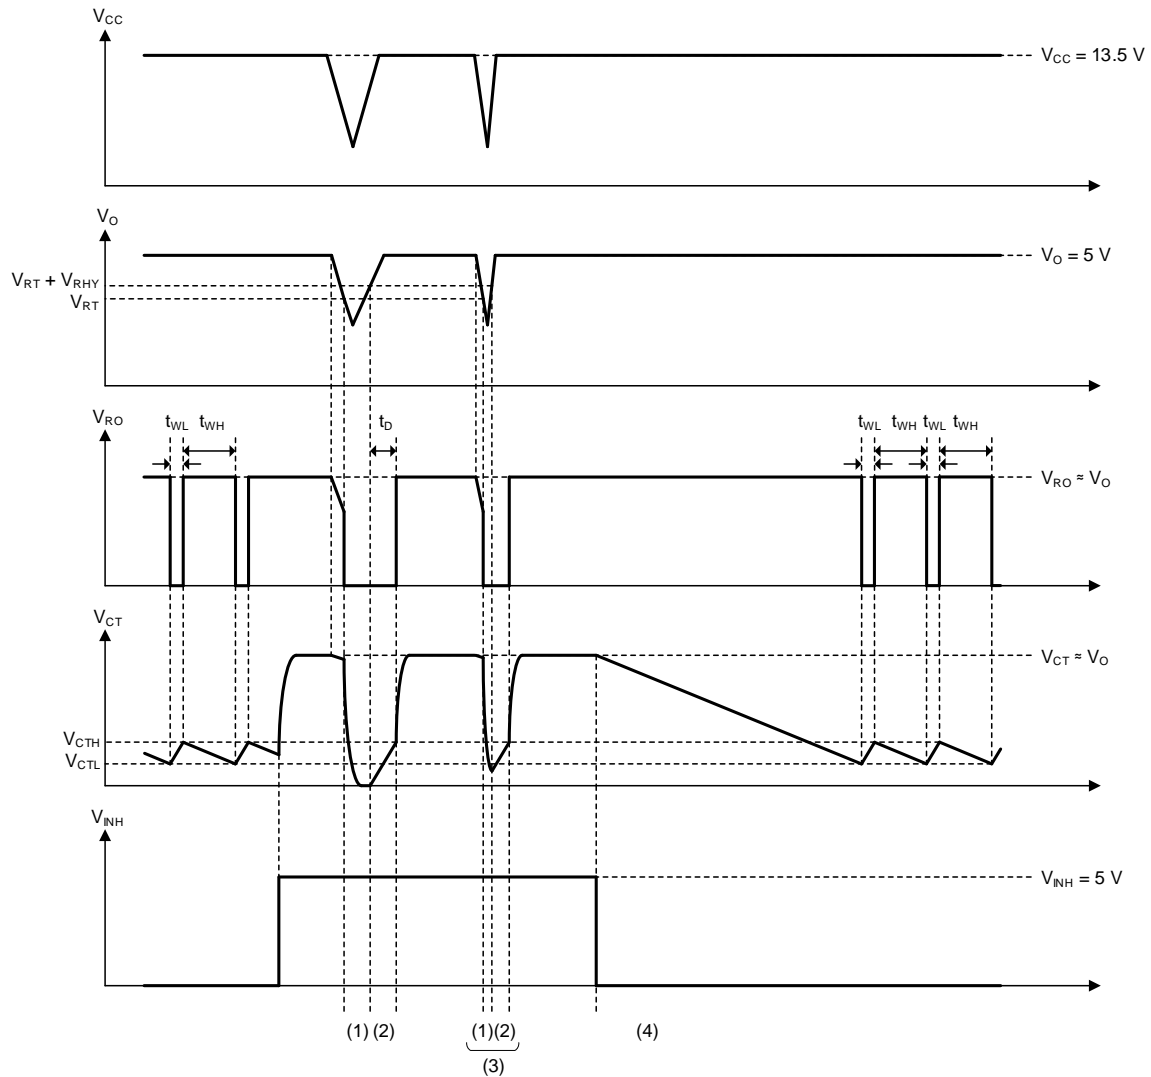 VCC
VCC = 13.5 V
VO
VRT + VRHY
VRT
VO = 5 V
VRO
tWL tWH tD tWL tWH tWL tWH
VRO ≈ VO
VCT
VCT ≈ VO
VCTH
VCTL
VINH
VINH = 5 V
(1) (2) (1) (2) (4)
(3)